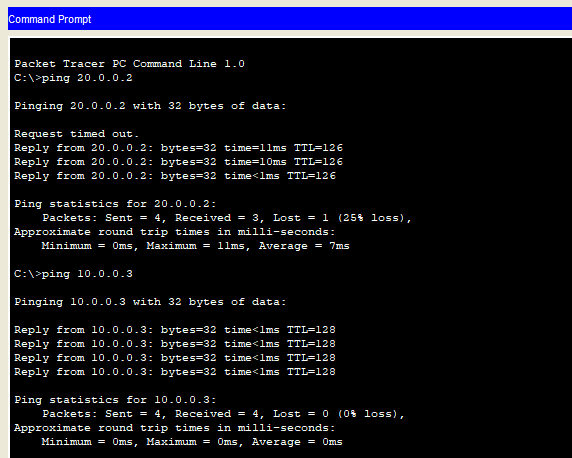 Command Prompt
Packet Tracer PC Command Line 1.0
C:\>ping 20.0.0.2
Pinging 20.0.0.2 with 32 bytes of data:
Request timed out.
Reply from 20.0.0.2: bytes=32 time=11ms TTL=126
Reply from 20.0.0.2: bytes=32 time=10ms TTL=126
Reply from 20.0.0.2: bytes=32 time<1ms TTL=126
Ping statistics for 20.0.0.2:
    Packets: Sent = 4, Received = 3, Lost = 1 (25% loss),
Approximate round trip times in milli-seconds:
    Minimum = 0ms, Maximum = 11ms, Average = 7ms
C:\>ping 10.0.0.3
Pinging 10.0.0.3 with 32 bytes of data:
Reply from 10.0.0.3: bytes=32 time<1ms TTL=128
Reply from 10.0.0.3: bytes=32 time<1ms TTL=128
Reply from 10.0.0.3: bytes=32 time<1ms TTL=128
Reply from 10.0.0.3: bytes=32 time<1ms TTL=128
Ping statistics for 10.0.0.3:
    Packets: Sent = 4, Received = 4, Lost = 0 (0% loss),
Approximate round trip times in milli-seconds:
    Minimum = 0ms, Maximum = 0ms, Average = 0ms